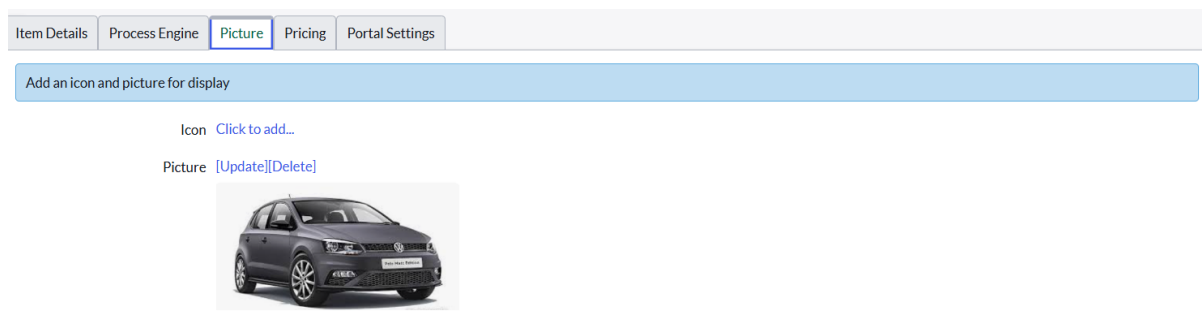 Item Details Process Engine Picture Pricing Portal Settings
Add an icon and picture for display
Icon Click to add...
Picture [Update][Delete]